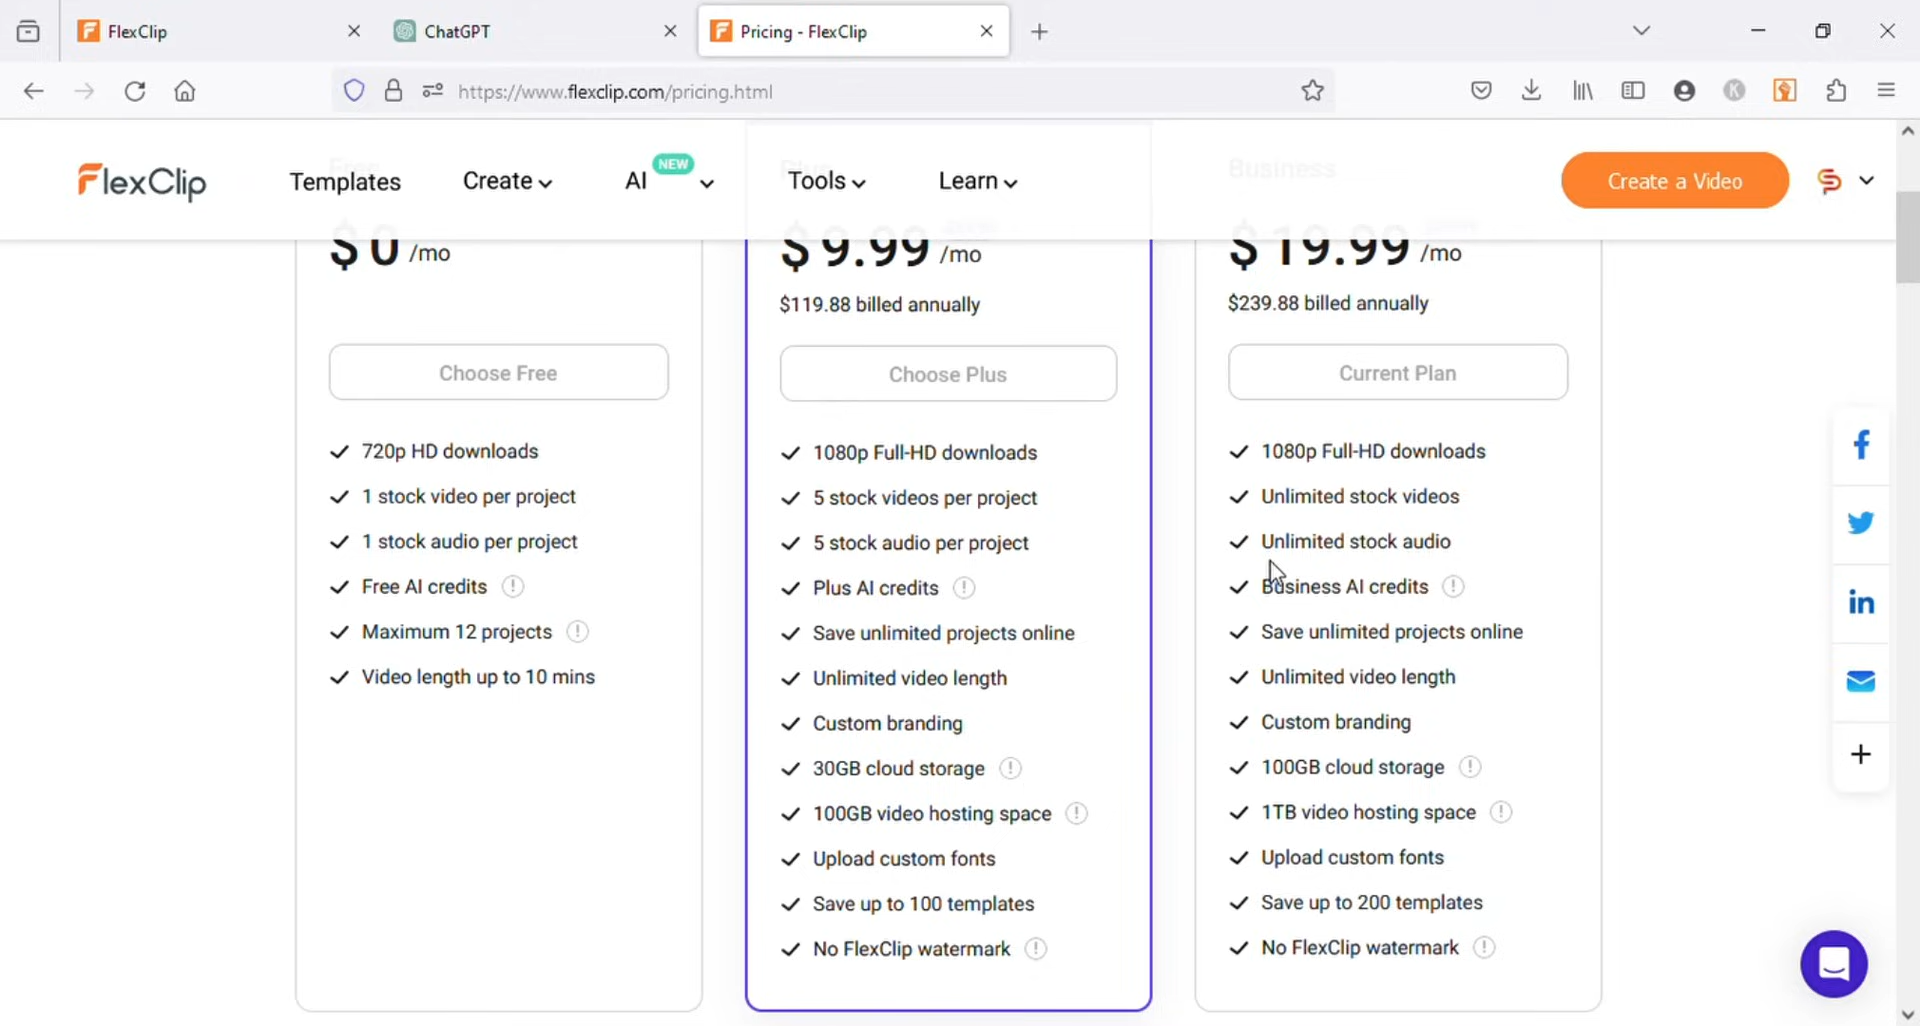 FlexClip
ChatGPT
Pricing - FlexClip
https://www.flexclip.com/pricing.html
FlexClip
Templates
Create
AI
NEW
Tools
Learn
Create a Video
Free
Plus
Business
$0 /mo
$9.99 /mo
$119.88 billed annually
$19.99 /mo
$239.88 billed annually
Choose Free
720p HD downloads
1 stock video per project
1 stock audio per project
Free AI credits
Maximum 12 projects
Video length up to 10 mins
Choose Plus
1080p Full-HD downloads
5 stock videos per project
5 stock audio per project
Plus AI credits
Save unlimited projects online
Unlimited video length
Custom branding
30GB cloud storage
100GB video hosting space
Upload custom fonts
Save up to 100 templates
No FlexClip watermark
Current Plan
1080p Full-HD downloads
Unlimited stock videos
Unlimited stock audio
Business AI credits
Save unlimited projects online
Unlimited video length
Custom branding
100GB cloud storage
1TB video hosting space
Upload custom fonts
Save up to 200 templates
No FlexClip watermark